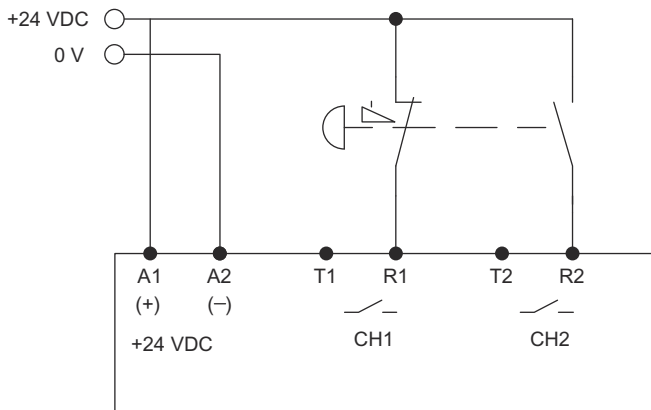 +24 VDC
0 V
A1 A2 T1 R1 T2 R2
(+) (−)
+24 VDC CH1 CH2